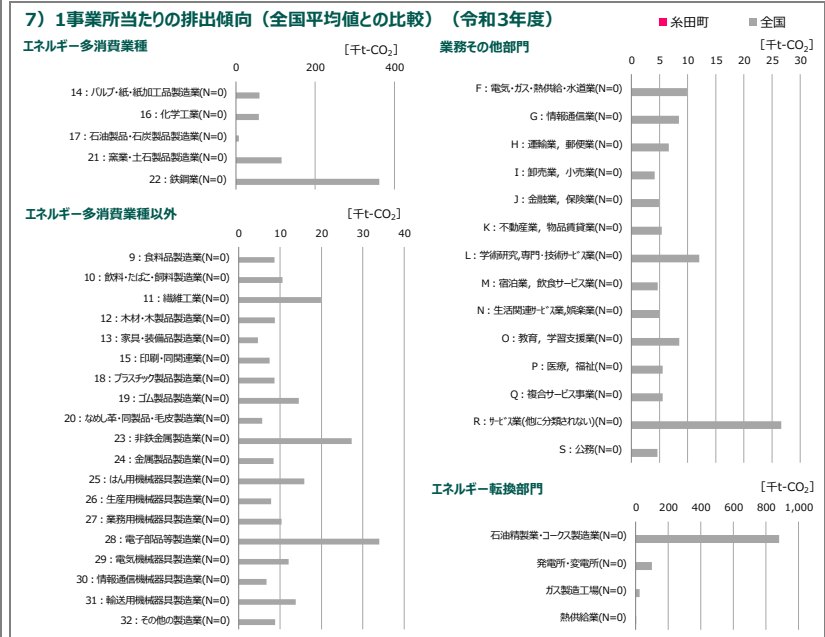 7）1事業所当たりの排出傾向（全国平均値との比較）（令和3年度）
■糸田町 ■全国
エネルギー多消費業種
[千t-CO₂]
0 200 400
14：パルプ・紙・紙加工品製造業(N=0)
16：化学工業(N=0)
17：石油製品・石炭製品製造業(N=0)
21：窯業・土石製品製造業(N=0)
22：鉄鋼業(N=0)
エネルギー多消費業種以外
[千t-CO₂]
0 10 20 30 40
9：食料品製造業(N=0)
10：飲料・たばこ・飼料製造業(N=0)
11：繊維工業(N=0)
12：木材・木製品製造業(N=0)
13：家具・装備品製造業(N=0)
15：印刷・同関連業(N=0)
18：プラスチック製品製造業(N=0)
19：ゴム製品製造業(N=0)
20：なめし革・同製品・毛皮製造業(N=0)
23：非鉄金属製造業(N=0)
24：金属製品製造業(N=0)
25：はん用機械器具製造業(N=0)
26：生産用機械器具製造業(N=0)
27：業務用機械器具製造業(N=0)
28：電子部品等製造業(N=0)
29：電気機械器具製造業(N=0)
30：情報通信機械器具製造業(N=0)
31：輸送用機械器具製造業(N=0)
32：その他の製造業(N=0)
業務その他部門
[千t-CO₂]
0 5 10 15 20 25 30
F：電気・ガス・熱供給・水道業(N=0)
G：情報通信業(N=0)
H：運輸業，郵便業(N=0)
I：卸売業，小売業(N=0)
J：金融業，保険業(N=0)
K：不動産業，物品賃貸業(N=0)
L：学術研究,専門・技術サービス業(N=0)
M：宿泊業，飲食サービス業(N=0)
N：生活関連サービス業,娯楽業(N=0)
O：教育，学習支援業(N=0)
P：医療，福祉(N=0)
Q：複合サービス事業(N=0)
R：サービス業(他に分類されない)(N=0)
S：公務(N=0)
エネルギー転換部門
[千t-CO₂]
0 200 400 600 800 1,000
石油精製業・コークス製造業(N=0)
発電所・変電所(N=0)
ガス製造工場(N=0)
熱供給業(N=0)